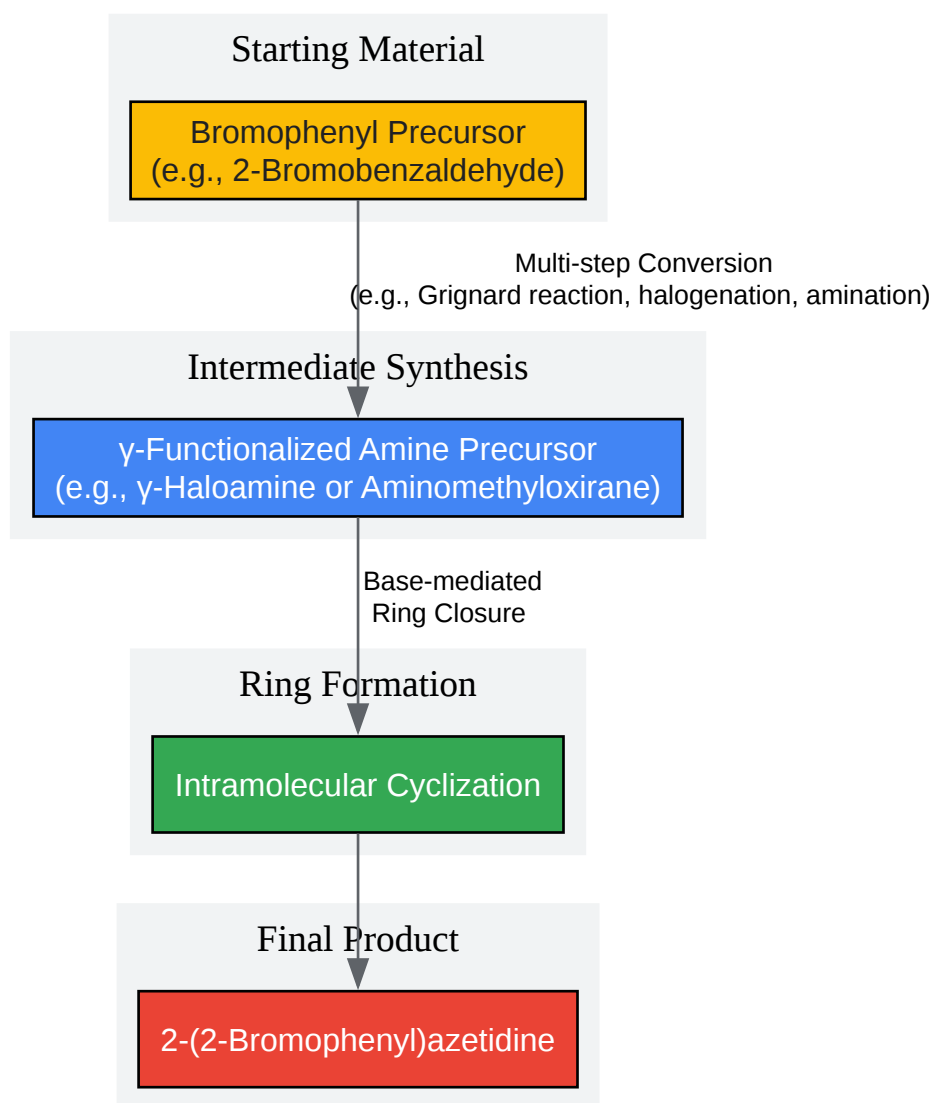 Starting Material
Bromophenyl Precursor
(e.g., 2-Bromobenzaldehyde)
Multi-step Conversion
(e.g., Grignard reaction, halogenation, amination)
Intermediate Synthesis
γ-Functionalized Amine Precursor
(e.g., γ-Haloamine or Aminomethyloxirane)
Base-mediated
Ring Closure
Ring Formation
Intramolecular Cyclization
Final Product
2-(2-Bromophenyl)azetidine